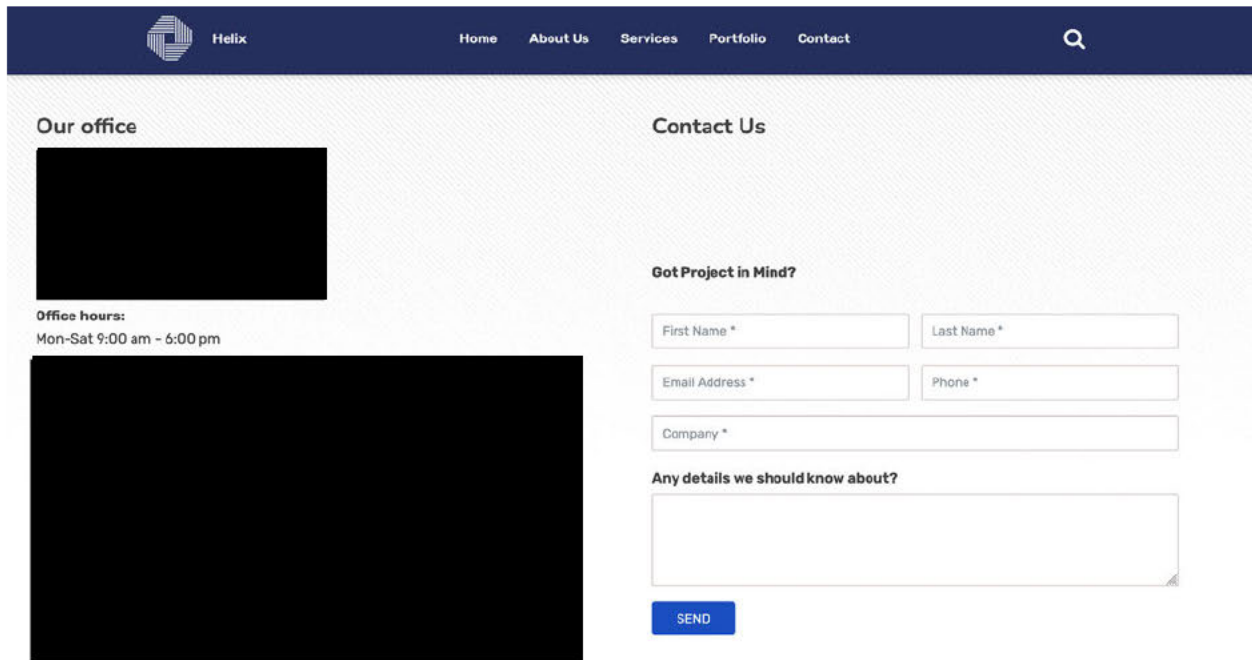 Helix
Home About Us Services Portfolio Contact
Our office
Office hours:
Mon-Sat 9:00 am - 6:00 pm
Contact Us
Got Project in Mind?
First Name * Last Name *
Email Address * Phone *
Company *
Any details we should know about?
SEND